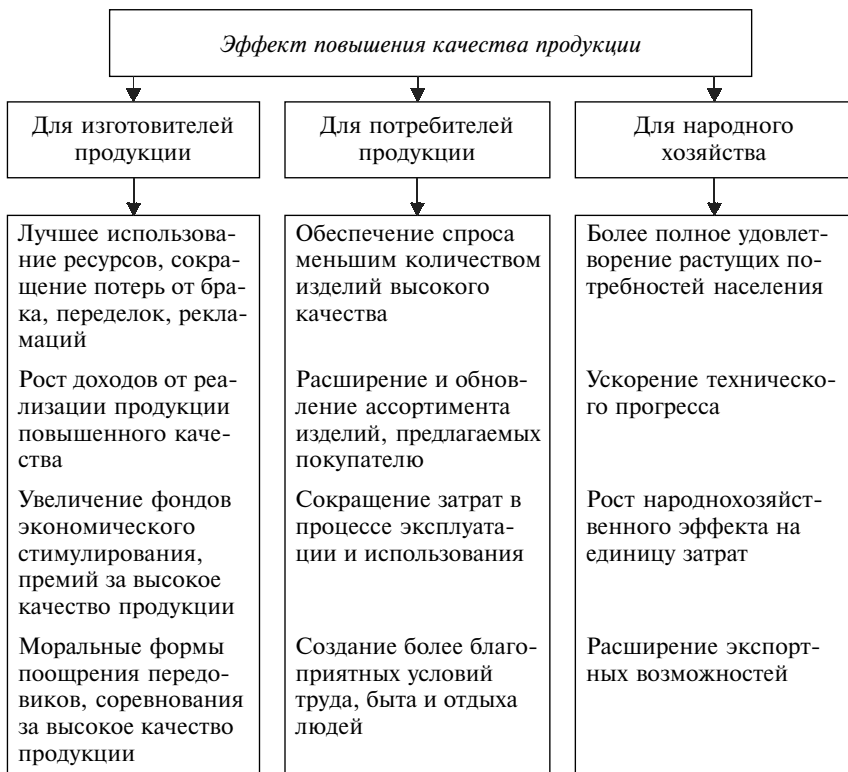 Эффект повышения качества продукции
Для изготовителей
продукции
Для потребителей
продукции
Для народного
хозяйства
Лучшее использова-
ние ресурсов, сокра-
щение потерь от бра-
ка, переделок, рекла-
маций
Рост доходов от реа-
лизации продукции
повышенного каче-
ства
Увеличение фондов
экономического
стимулирования,
премий за высокое
качество продукции
Моральные формы
поощрения передо-
виков, соревнования
за высокое качество
продукции
Обеспечение спроса
меньшим количеством
изделий высокого
качества
Расширение и обнов-
ление ассортимента
изделий, предлагаемых
покупателю
Сокращение затрат в
процессе эксплуата-
ции и использования
Создание более благо-
приятных условий
труда, быта и отдыха
людей
Более полное удовлет-
ворение растущих по-
требностей населения
Ускорение техническо-
го прогресса
Рост народнохозяйст-
венного эффекта на
единицу затрат
Расширение экспорт-
ных возможностей